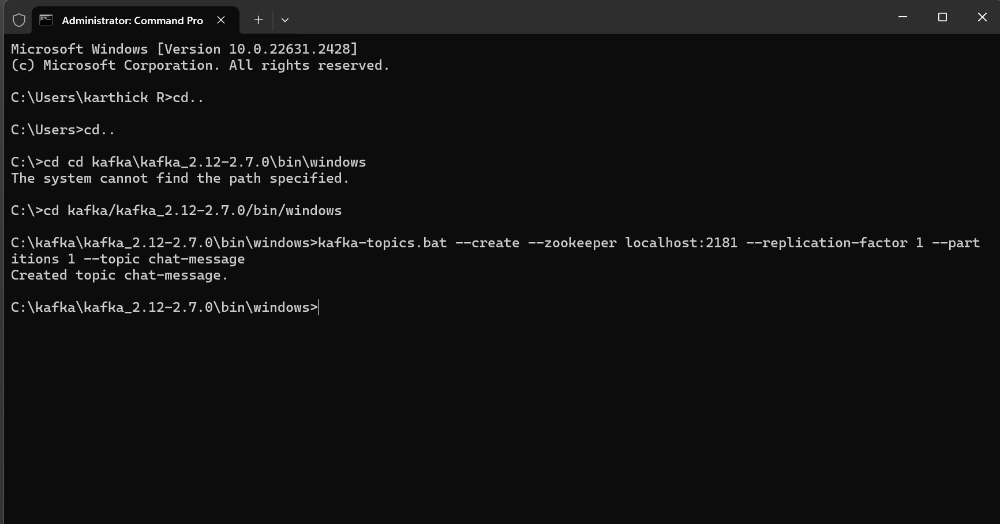 Administrator: Command Pro
Microsoft Windows [Version 10.0.22631.2428]
(c) Microsoft Corporation. All rights reserved.
C:\Users\karthick R>cd..
C:\Users>cd..
C:\>cd cd kafka\kafka_2.12-2.7.0\bin\windows
The system cannot find the path specified.
C:\>cd kafka/kafka_2.12-2.7.0/bin/windows
C:\kafka\kafka_2.12-2.7.0\bin\windows>kafka-topics.bat --create --zookeeper localhost:2181 --replication-factor 1 --part
itions 1 --topic chat-message
Created topic chat-message.
C:\kafka\kafka_2.12-2.7.0\bin\windows>